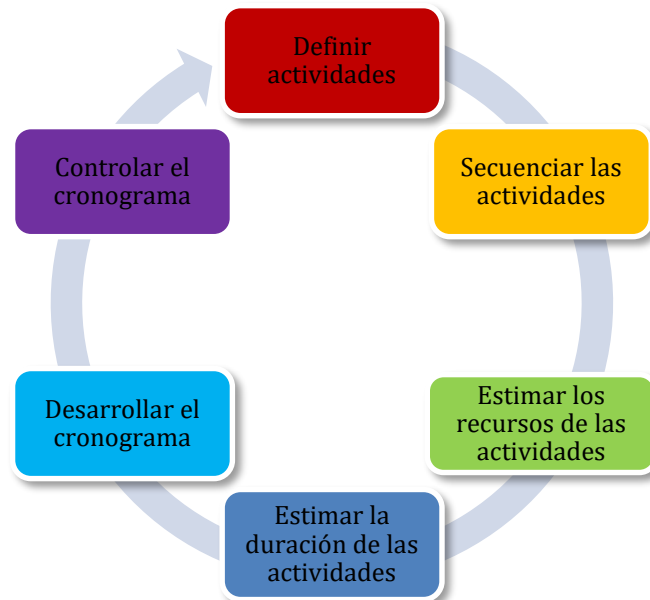 Definir
actividades
Secuenciar las
actividades
Estimar los
recursos de las
actividades
Estimar la
duración de las
actividades
Desarrollar el
cronograma
Controlar el
cronograma